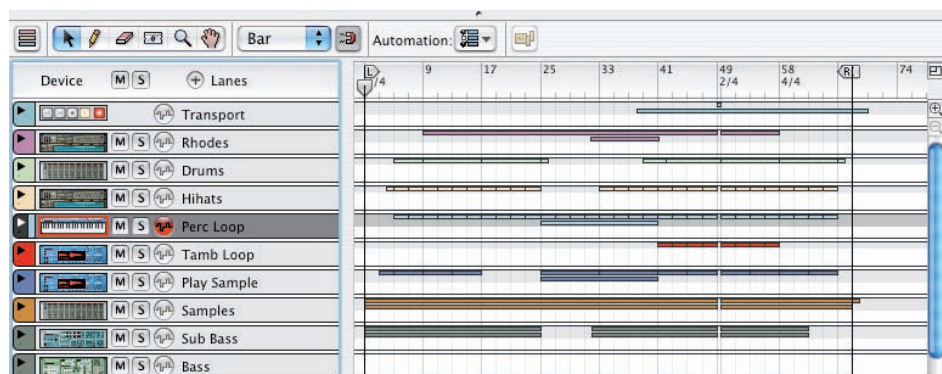 Bar Automation:
Device M S Lanes
L 9 17 25 33 41 49 58 R 74
/4 2/4 4/4
Transport
M S Rhodes
M S Drums
M S Hihats
M S Perc Loop
M S Tamb Loop
M S Play Sample
M S Samples
M S Sub Bass
M S Bass